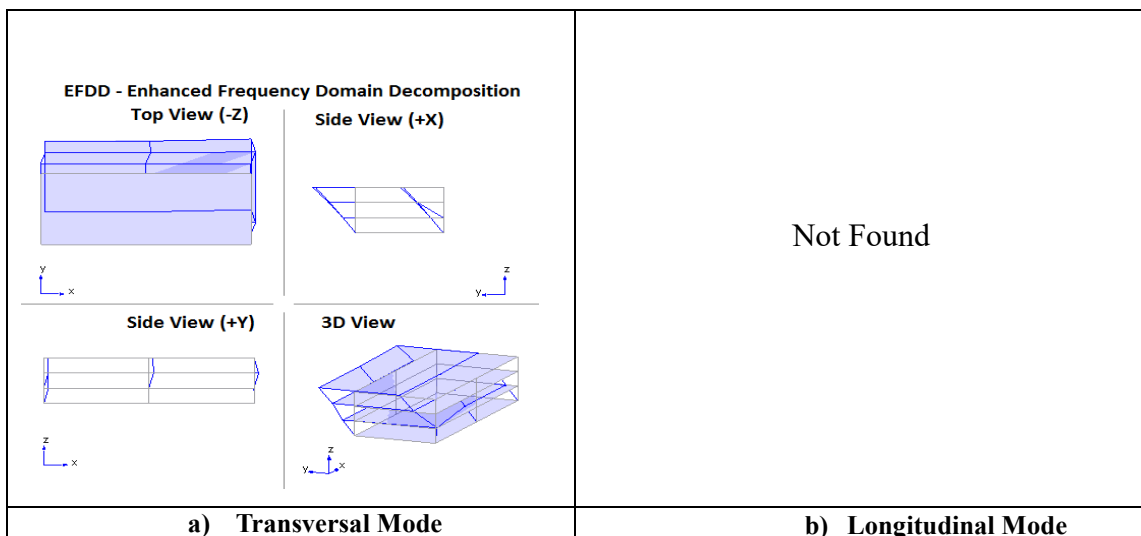 EFDD - Enhanced Frequency Domain Decomposition
Top View (-Z)
Side View (+X)
y
x
z
y
Side View (+Y)
3D View
z
x
z
y
x
Not Found
a) Transversal Mode
b) Longitudinal Mode